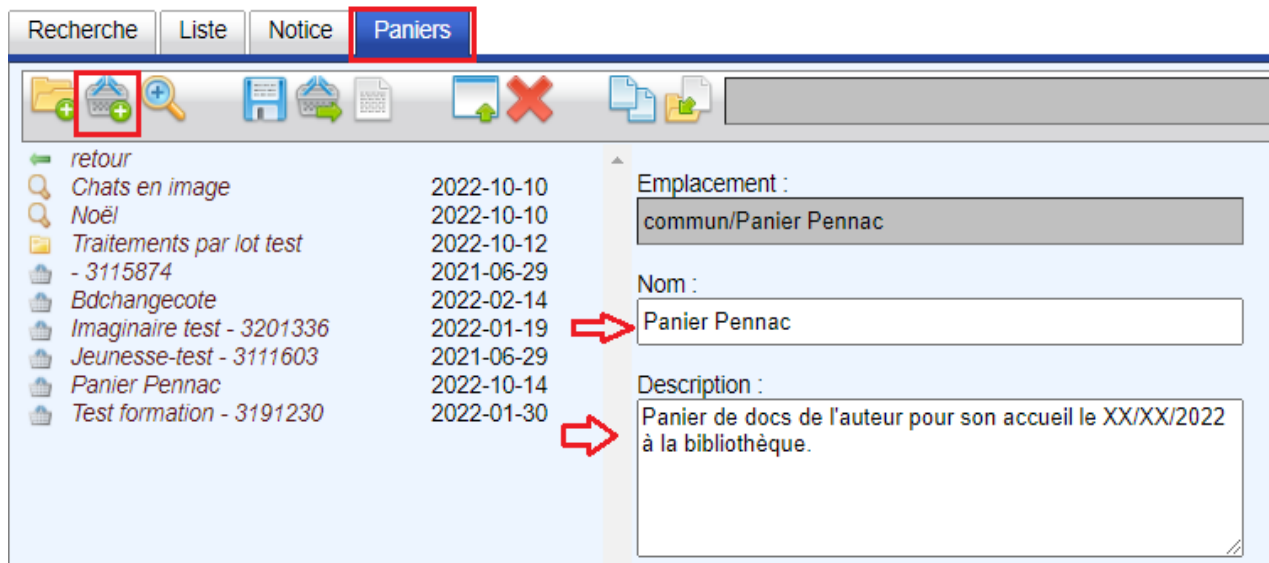 Recherche Liste Notice Paniers
retour
Chats en image 2022-10-10
Noël 2022-10-10
Traitements par lot test 2022-10-12
- 3115874 2021-06-29
Bdchangecote 2022-02-14
Imaginaire test - 3201336 2022-01-19
Jeunesse-test - 3111603 2021-06-29
Panier Pennac 2022-10-14
Test formation - 3191230 2022-01-30
Emplacement :
commun/Panier Pennac
Nom :
Panier Pennac
Description :
Panier de docs de l'auteur pour son accueil le XX/XX/2022
à la bibliothèque.